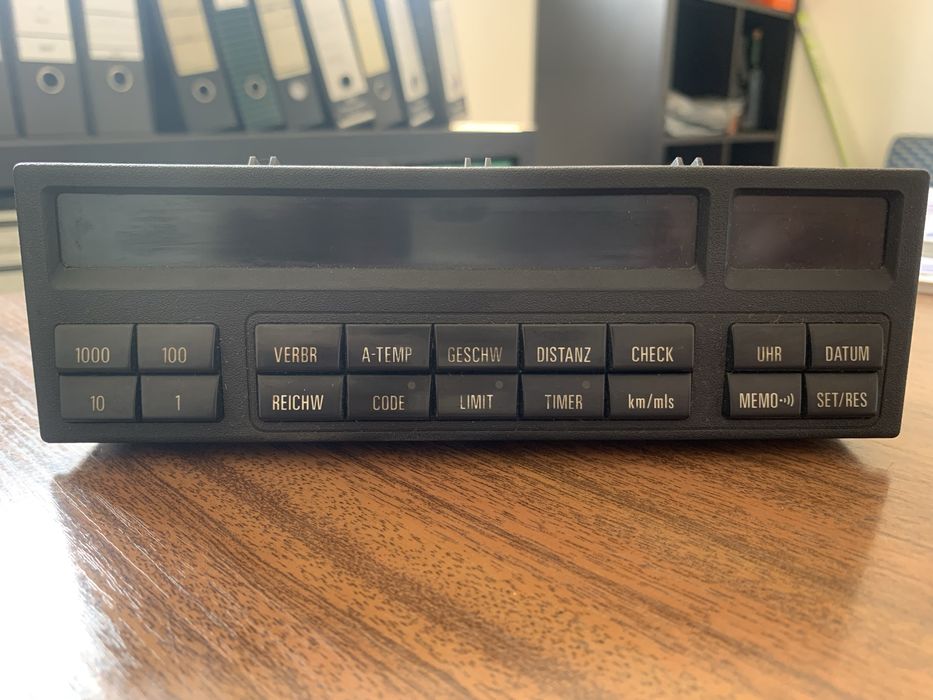 1000 100 VERBR A-TEMP GESCHW DISTANZ CHECK UHR DATUM
10 1 REICHW CODE LIMIT TIMER km/mls MEMO SET/RES